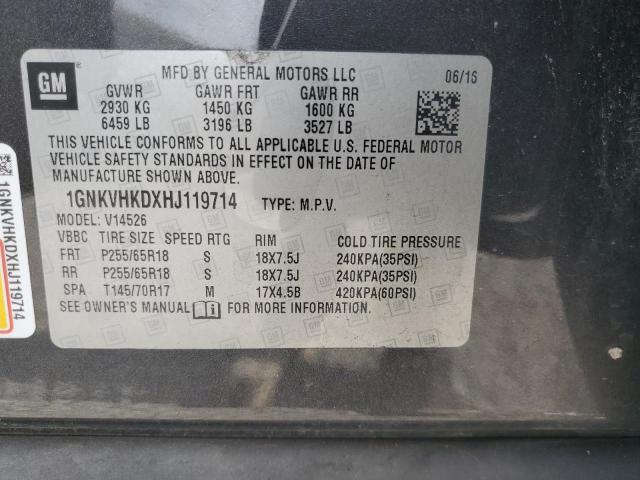 GM
MFD BY GENERAL MOTORS LLC 06/16
GVWR GAWR FRT GAWR RR
2930 KG 1450 KG 1600 KG
6459 LB 3196 LB 3527 LB
THIS VEHICLE CONFORMS TO ALL APPLICABLE U.S. FEDERAL MOTOR
VEHICLE SAFETY STANDARDS IN EFFECT ON THE DATE OF
MANUFACTURE SHOWN ABOVE.
1GNKVHKDXHJ119714 TYPE: M.P.V.
MODEL: V14526
VBBC TIRE SIZE SPEED RTG RIM COLD TIRE PRESSURE
FRT P255/65R18 S 18X7.5J 240KPA(35PSI)
RR P255/65R18 S 18X7.5J 240KPA(35PSI)
SPA T145/70R17 M 17X4.5B 420KPA(60PSI)
SEE OWNER'S MANUAL FOR MORE INFORMATION.
1GNKVHKDXHJ119714